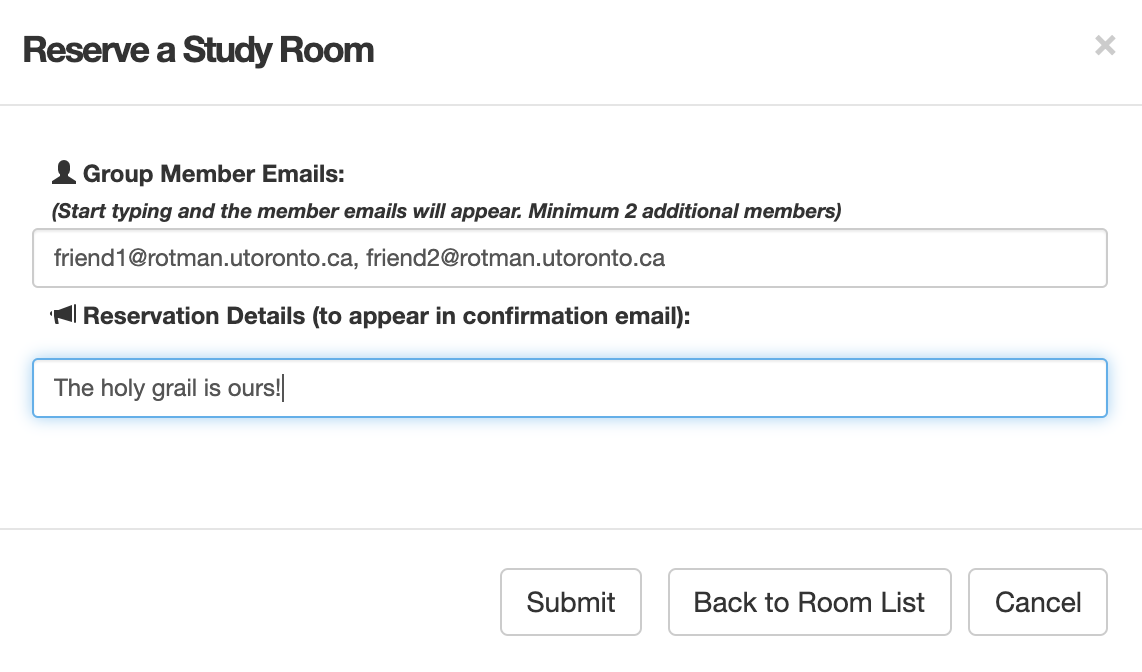 Reserve a Study Room
Group Member Emails:
(Start typing and the member emails will appear. Minimum 2 additional members)
friend1@rotman.utoronto.ca, friend2@rotman.utoronto.ca
Reservation Details (to appear in confirmation email):
The holy grail is ours!
Submit Back to Room List Cancel